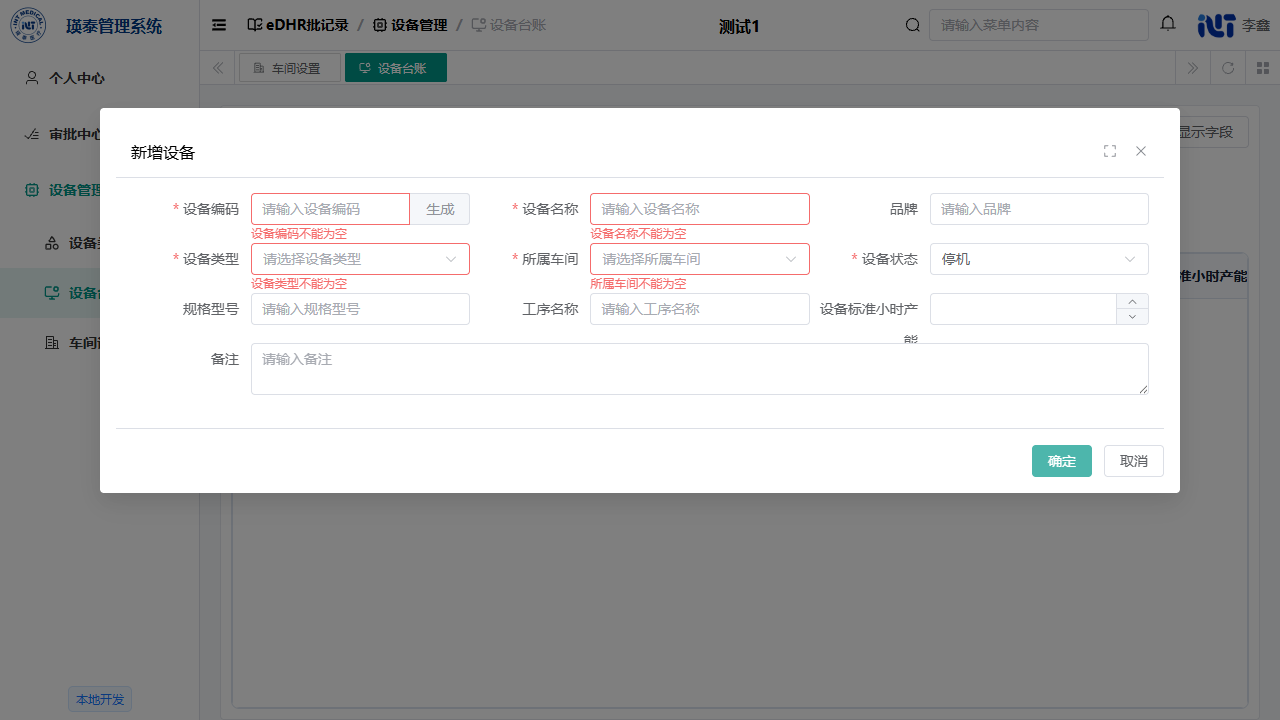 瑛泰管理系统
eDHR批记录 / 设备管理 / 设备台账
测试1
请输入菜单内容
李鑫
个人中心
车间设置
设备台账
审批中心
显示字段
设备管理
新增设备
* 设备编码 请输入设备编码 生成
* 设备名称 请输入设备名称
品牌 请输入品牌
设备编码不能为空
设备名称不能为空
* 设备类型 请选择设备类型
* 所属车间 请选择所属车间
* 设备状态 停机
设备类型不能为空
所属车间不能为空
规格型号 请输入规格型号
工序名称 请输入工序名称
设备标准小时产
能
备注 请输入备注
确定
取消
设备
设备
准小时产能
车间
本地开发